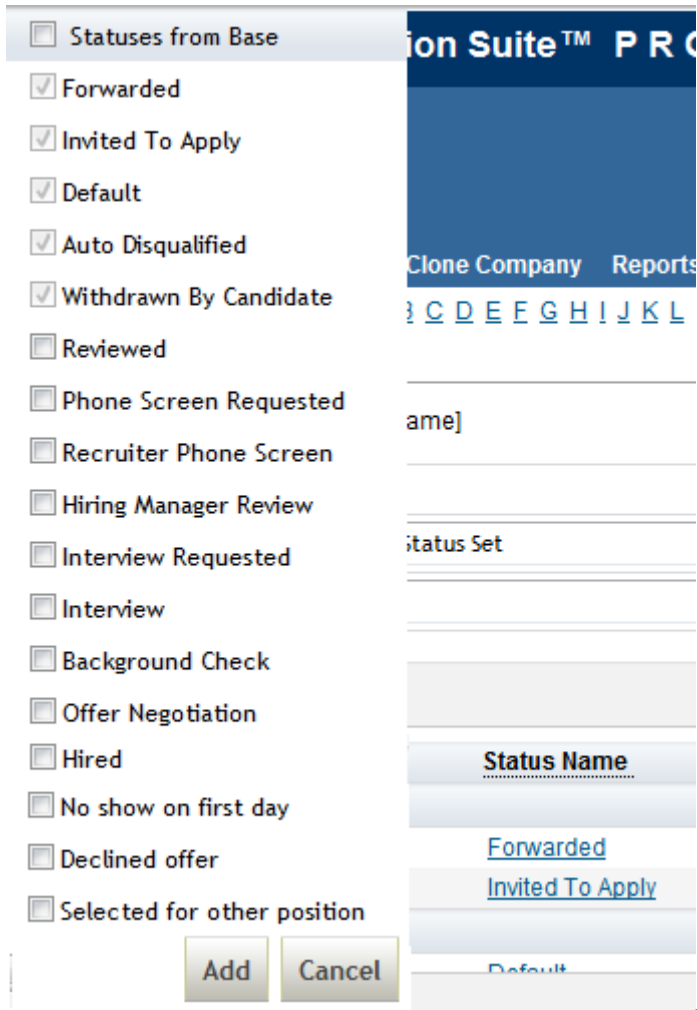 Statuses from Base
Forwarded
Invited To Apply
Default
Auto Disqualified
Withdrawn By Candidate
Reviewed
Phone Screen Requested
Recruiter Phone Screen
Hiring Manager Review
Interview Requested
Interview
Background Check
Offer Negotiation
Hired
No show on first day
Declined offer
Selected for other position
Add Cancel
ion Suite™ P R
Clone Company Reports
C D E F G H I J K L
ame]
Status Set
Status Name
Forwarded
Invited To Apply
Default